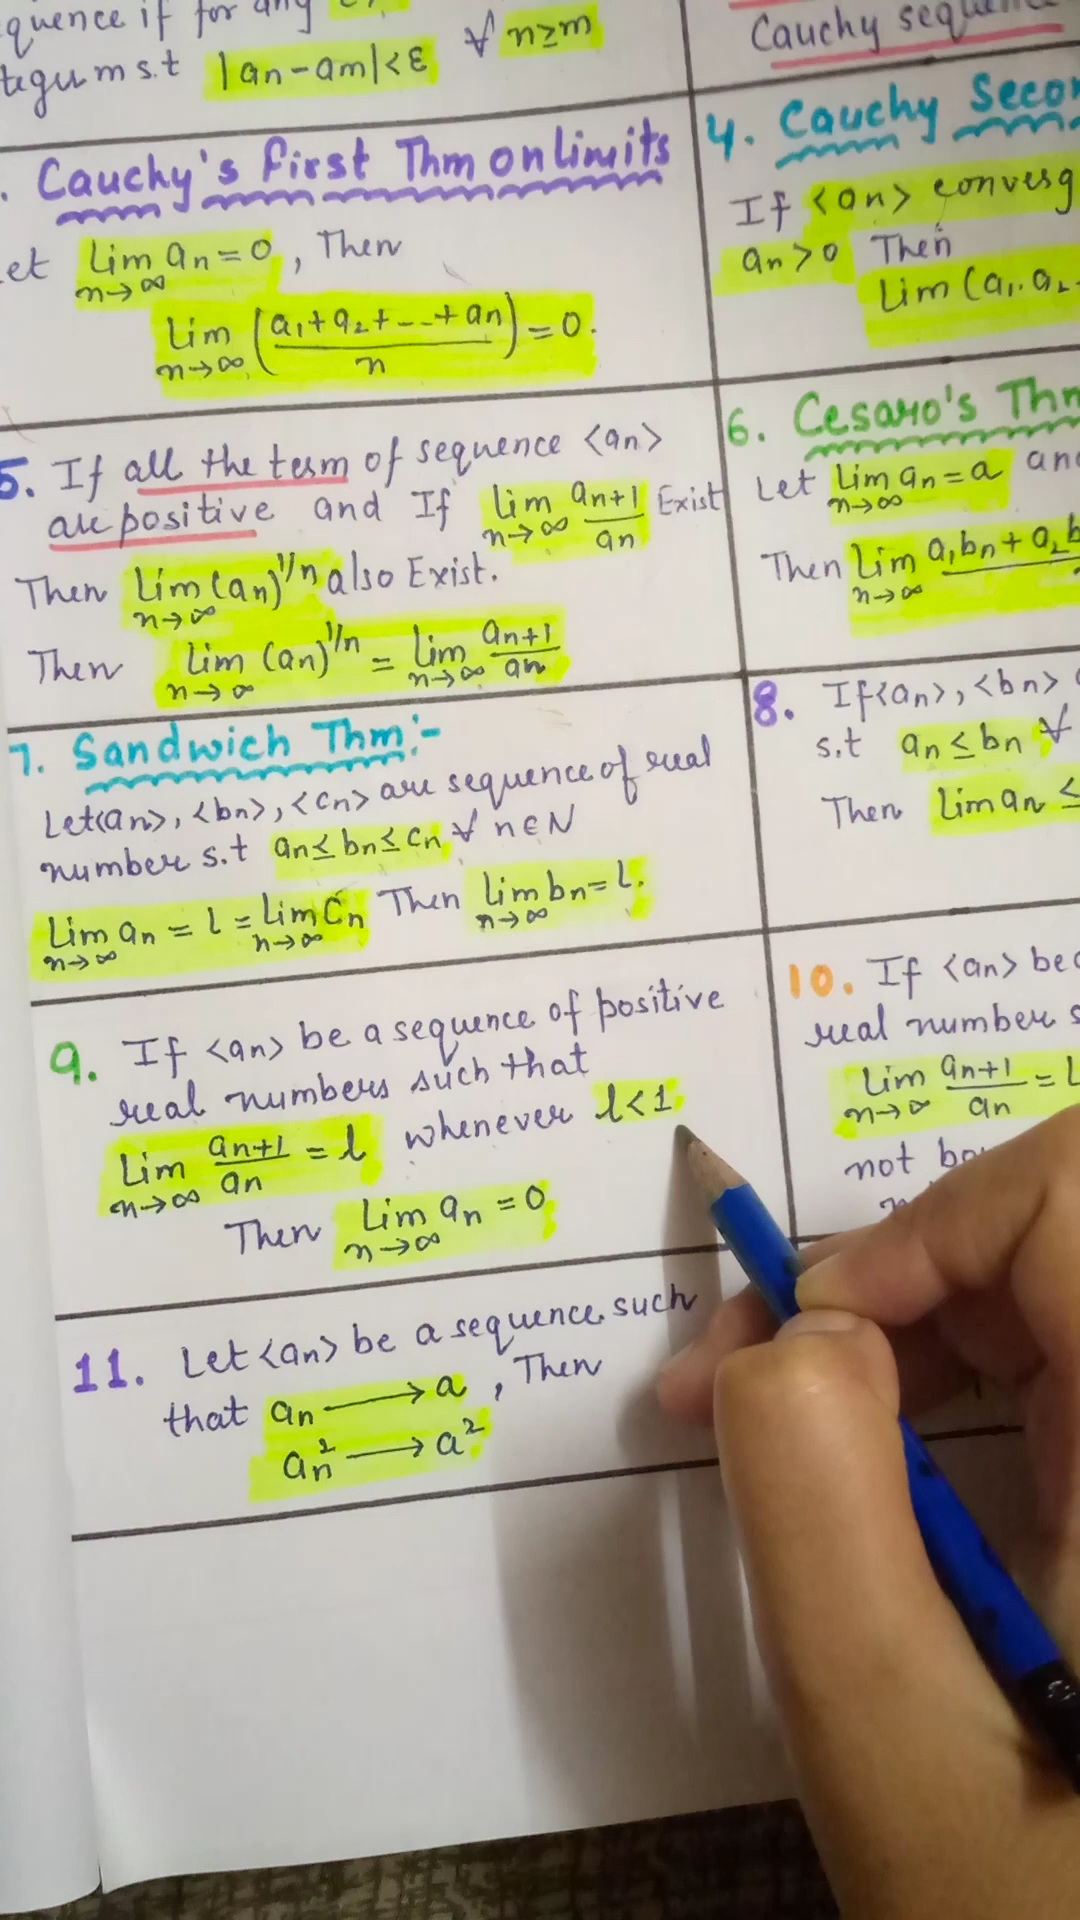 quence if for any
s.t |an - am| < ε ∀ n ≥ m
Cauchy sequence
. Cauchy's First Thm on limits
et Lim n→∞ an = 0, Then
Lim n→∞ (a1 + a2 + --- + an / n) = 0.
4. Cauchy Secon
If <an> converg
an > 0 Then
Lim (a1. a2.
5. If all the term of sequence <an>
are positive and If Lim n→∞ an+1/an Exist
Then Lim n→∞ (an)^1/n also Exist.
Then Lim n→∞ (an)^1/n = Lim n→∞ an+1/an
6. Cesaro's Thm
Let Lim n→∞ an = a and
Then Lim n→∞ a1bn + a2b
7. Sandwich Thm:-
Let <an>, <bn>, <cn> are sequence of real
number s.t an ≤ bn ≤ cn ∀ n ∈ N
Lim n→∞ an = l = Lim n→∞ Cn Then Lim n→∞ bn = l.
8. If <an>, <bn>
s.t an ≤ bn ∀
Then Lim an ≤
9. If <an> be a sequence of positive
real numbers such that
Lim n→∞ an+1/an = l whenever l < 1
Then Lim n→∞ an = 0
10. If <an> be
real number s
Lim n→∞ an+1/an = L
not
11. Let <an> be a sequence such
that an → a, Then
an² → a²